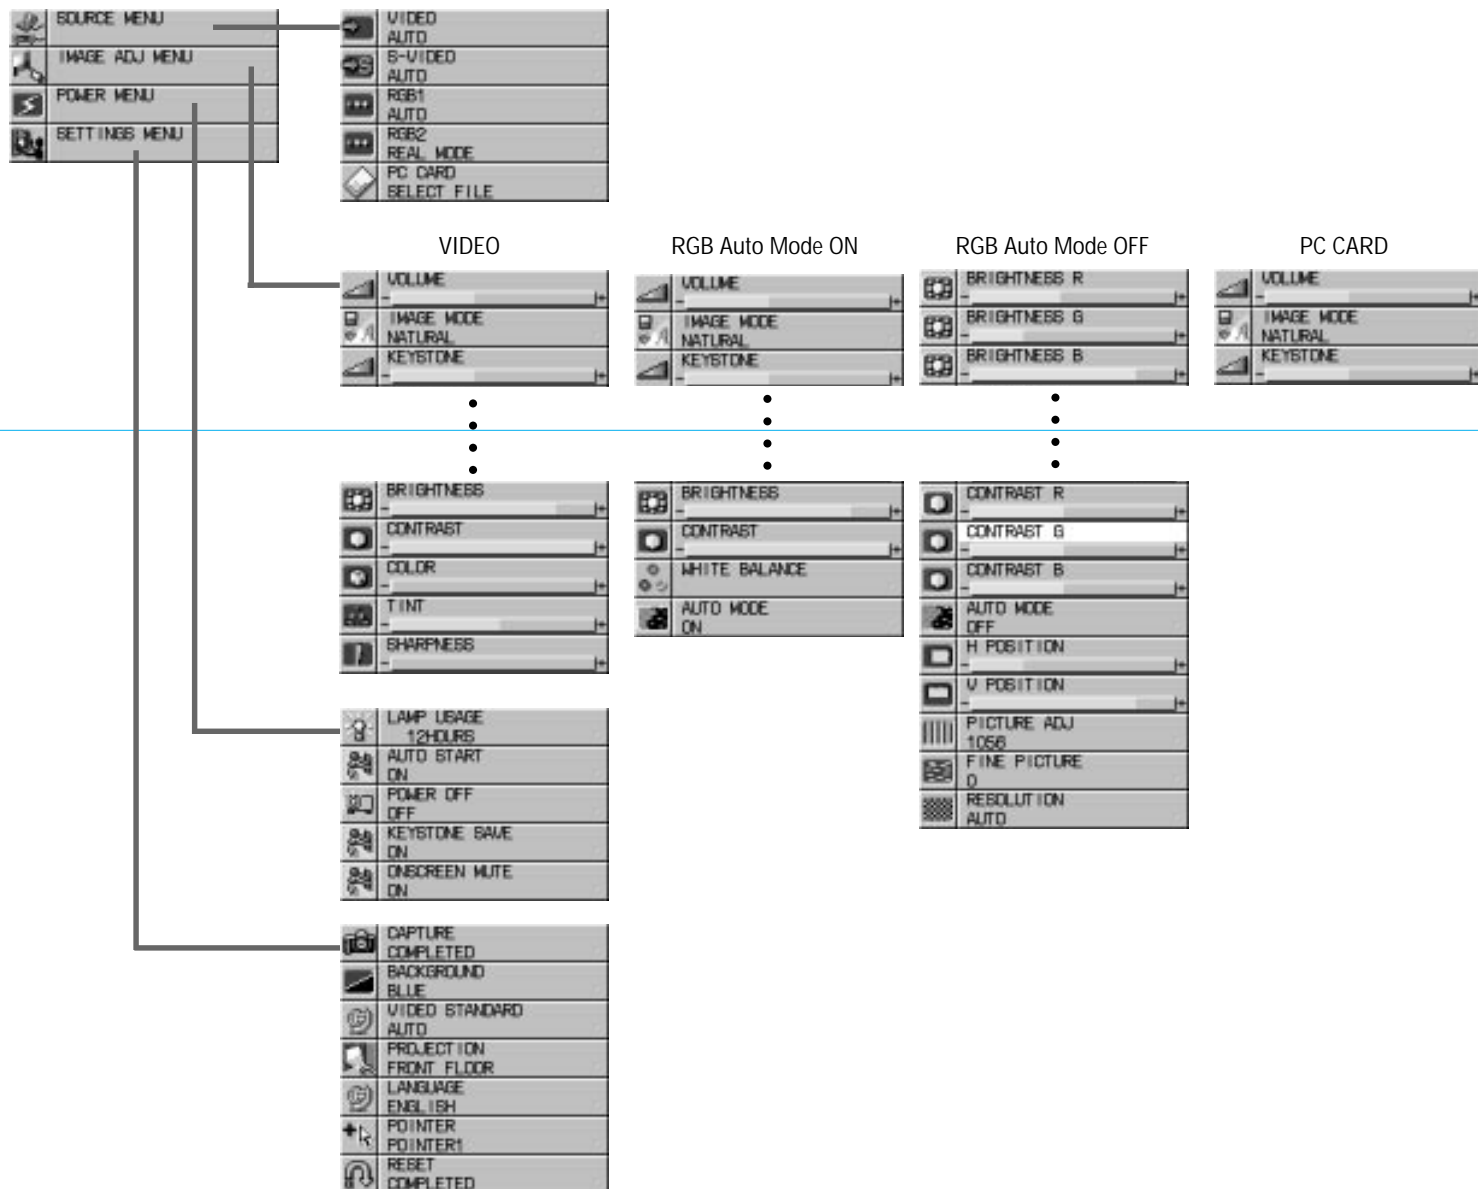 SOURCE MENU
IMAGE ADJ MENU
POWER MENU
SETTINGS MENU
VIDEO
AUTO
S-VIDEO
AUTO
RGB1
AUTO
RGB2
REAL MODE
PC CARD
SELECT FILE
VIDEO
VOLUME
- +
IMAGE MODE
NATURAL
KEYSTONE
- +
BRIGHTNESS
- +
CONTRAST
- +
COLOR
- +
TINT
- +
SHARPNESS
- +
RGB Auto Mode ON
VOLUME
- +
IMAGE MODE
NATURAL
KEYSTONE
- +
BRIGHTNESS
- +
CONTRAST
- +
WHITE BALANCE
AUTO MODE
ON
RGB Auto Mode OFF
BRIGHTNESS R
- +
BRIGHTNESS G
- +
BRIGHTNESS B
- +
CONTRAST R
- +
CONTRAST G
- +
CONTRAST B
- +
AUTO MODE
OFF
H POSITION
- +
V POSITION
- +
PICTURE ADJ
1056
FINE PICTURE
0
RESOLUTION
AUTO
PC CARD
VOLUME
- +
IMAGE MODE
NATURAL
KEYSTONE
- +
LAMP USAGE
12HOURS
AUTO START
ON
POWER OFF
OFF
KEYSTONE SAVE
ON
ONSCREEN MUTE
ON
CAPTURE
COMPLETED
BACKGROUND
BLUE
VIDEO STANDARD
AUTO
PROJECTION
FRONT FLOOR
LANGUAGE
ENGLISH
POINTER
POINTER1
RESET
COMPLETED